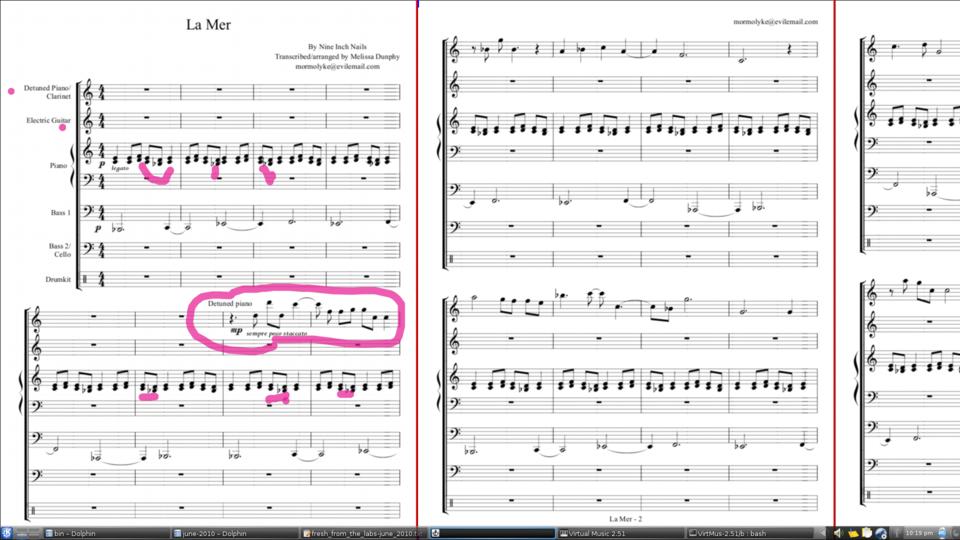 La Mer
By Nine Inch Nails
Transcribed/arranged by Melissa Dunphy
mormolyke@evilemail.com
Detuned Piano/
Clarinet
Electric Guitar
Piano
p legato
Bass 1
p
Bass 2/
Cello
Drumkit
Detuned piano
mp sempre poco staccato
mormolyke@evilemail.com
La Mer - 2
bin – Dolphin
june-2010 – Dolphin
fresh_from_the_labs-june_2010.tx
Virtual Music 2.51
VirtMus-2.51/b : bash
10:19 pm